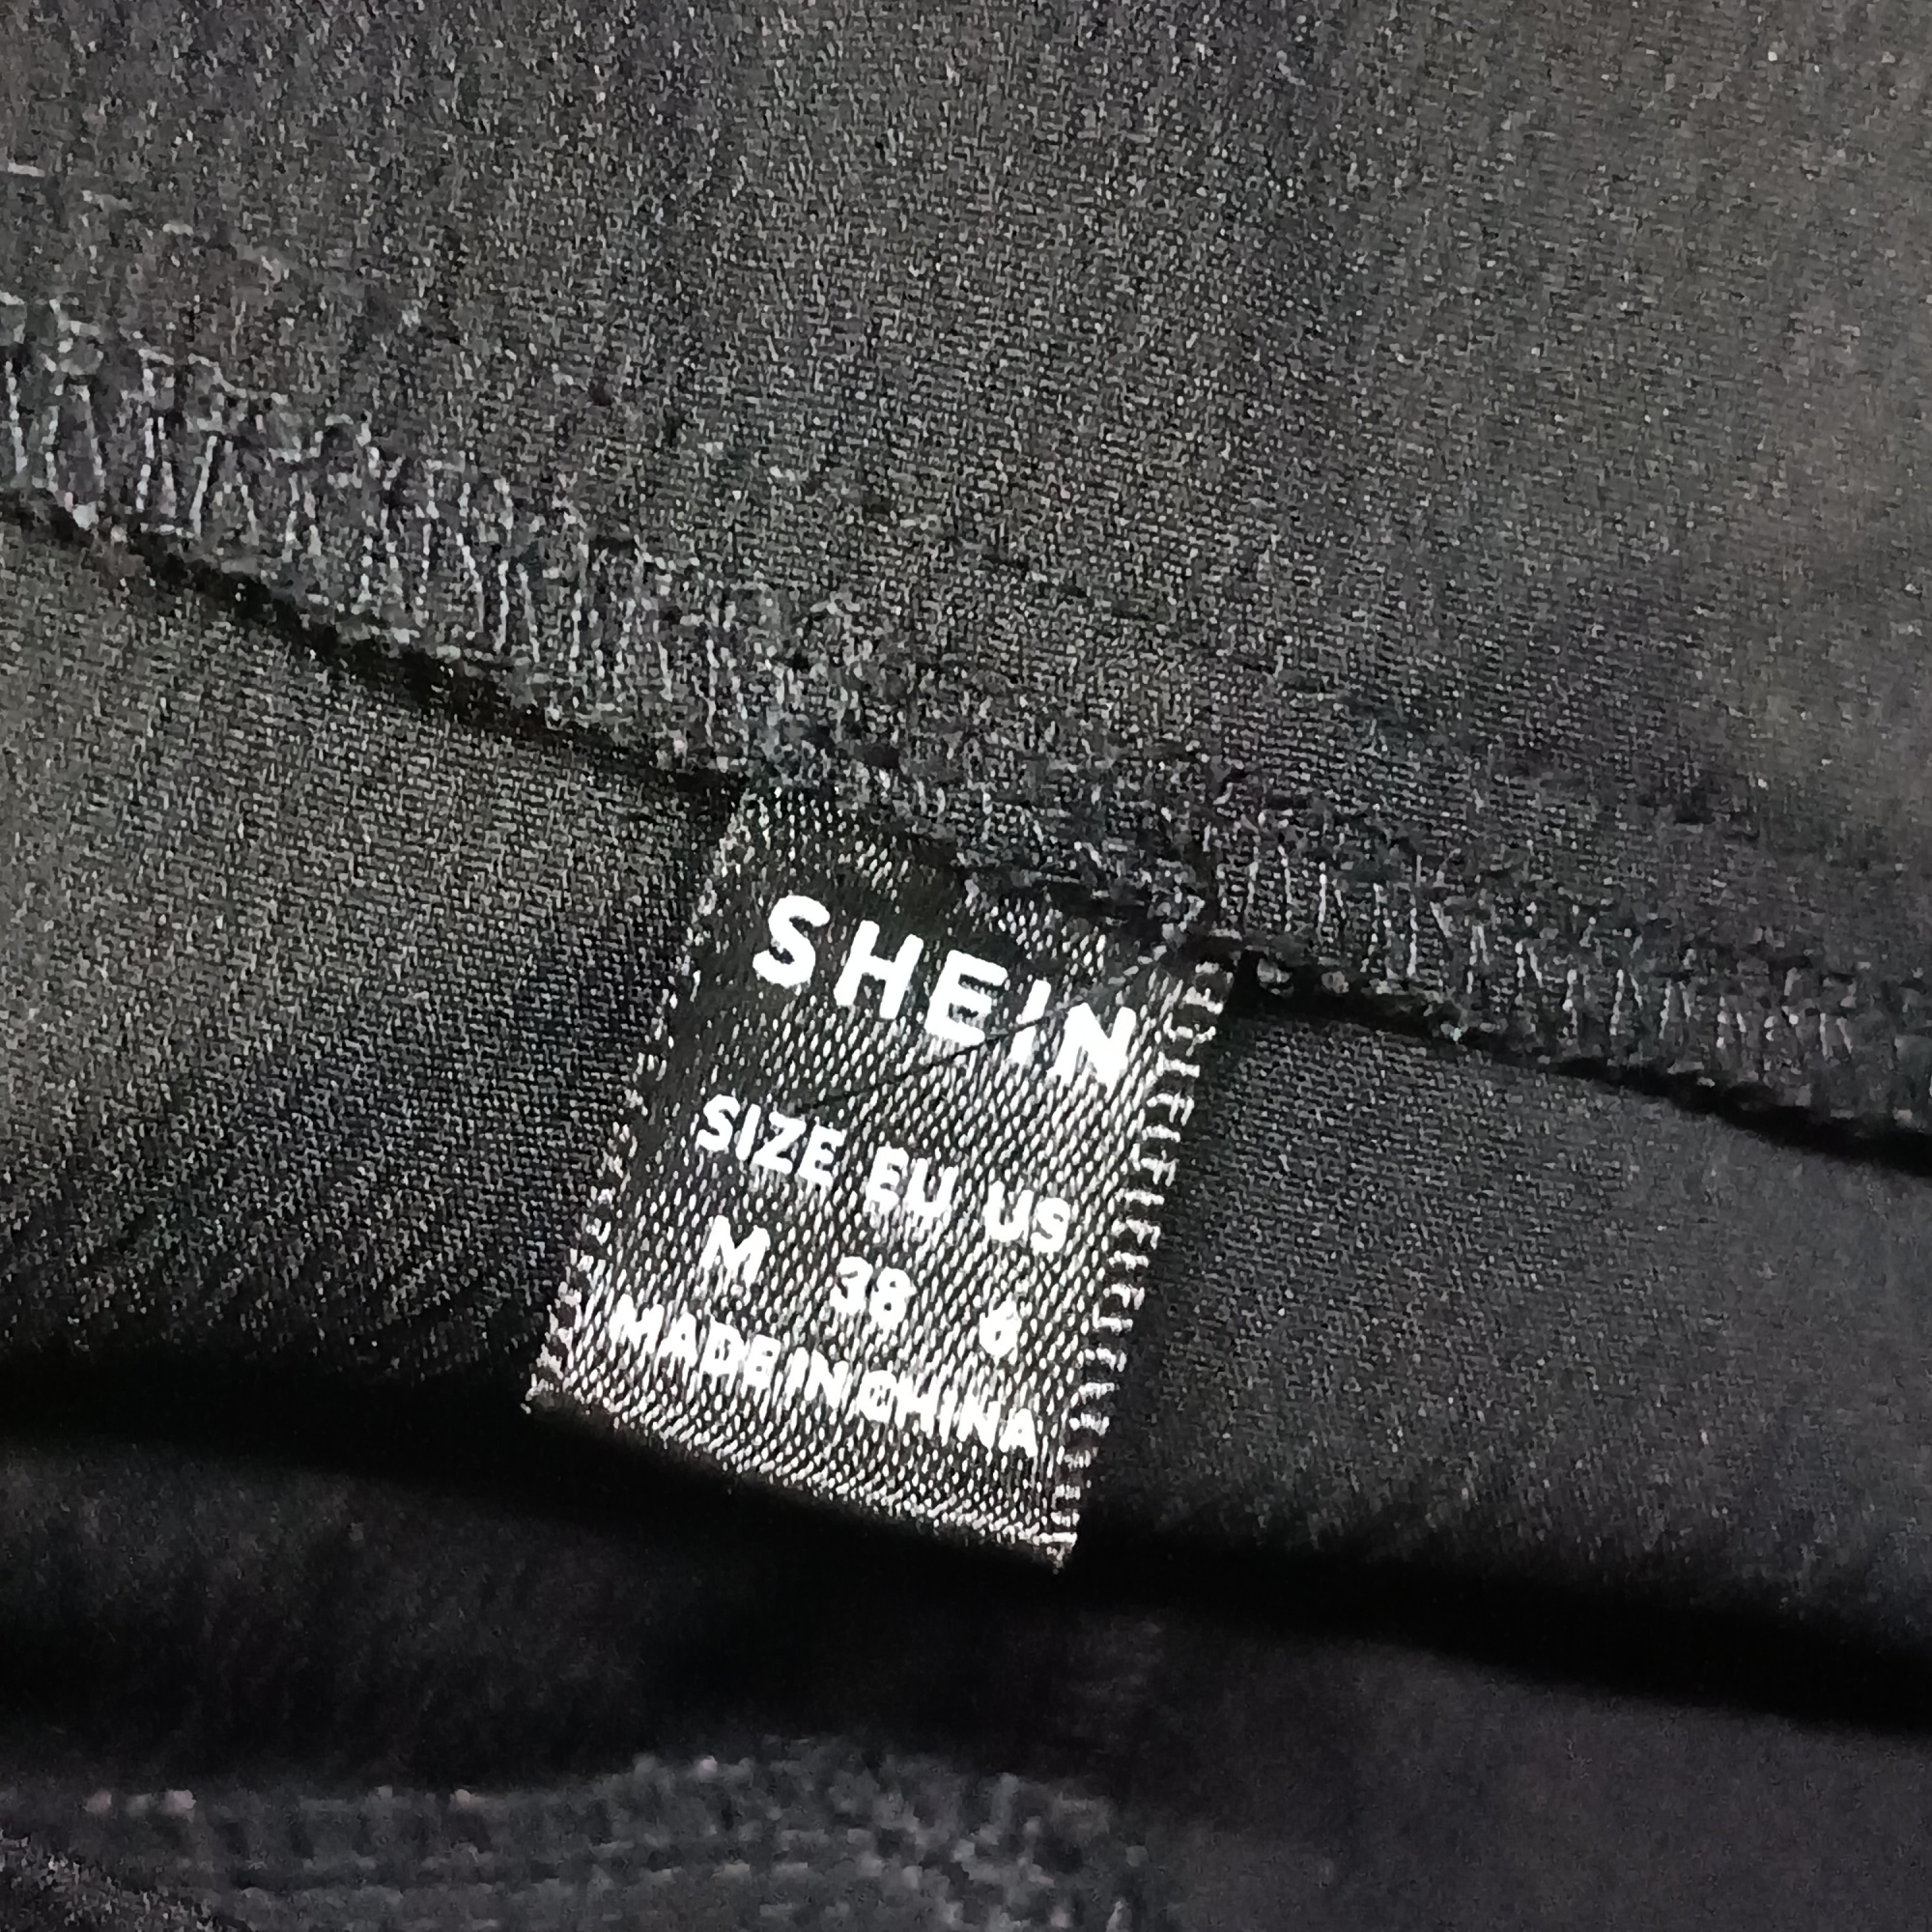 SHEIN
SIZE EU US
M 38 6
MADE IN CHINA